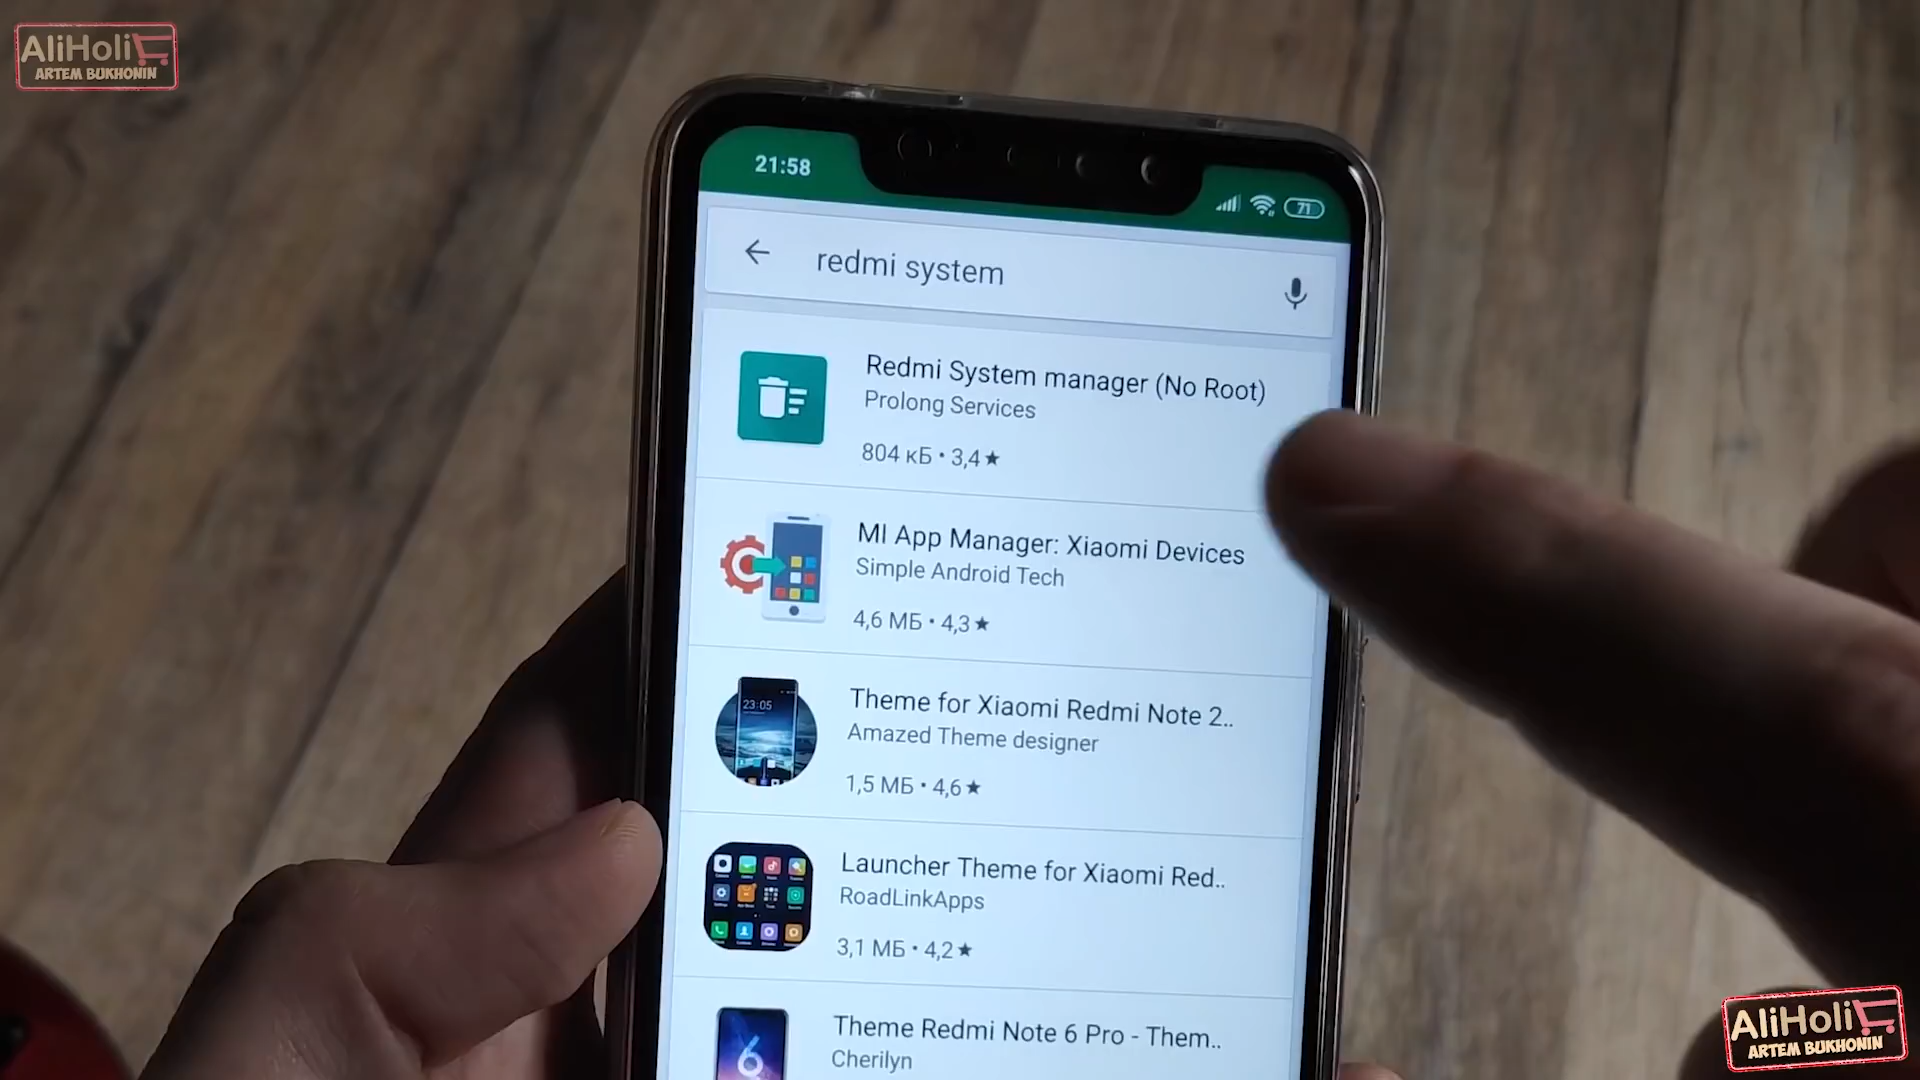 AliHoli
ARTEM BUKHONIN
21:58
71
redmi system
Redmi System manager (No Root)
Prolong Services
804 кБ • 3,4★
MI App Manager: Xiaomi Devices
Simple Android Tech
4,6 МБ • 4,3★
23:05
Theme for Xiaomi Redmi Note 2..
Amazed Theme designer
1,5 МБ • 4,6★
Launcher Theme for Xiaomi Red..
RoadLinkApps
3,1 МБ • 4,2★
6
Theme Redmi Note 6 Pro - Them..
Cherilyn
AliHoli
ARTEM BUKHONIN